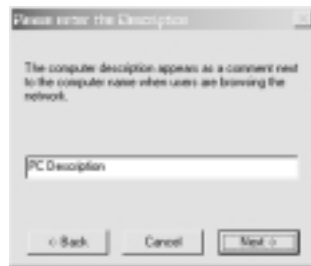 Please enter the Description
The computer description appears as a comment next
to the computer name when users are browsing the
network.
PC Description
< Back
Cancel
Next >